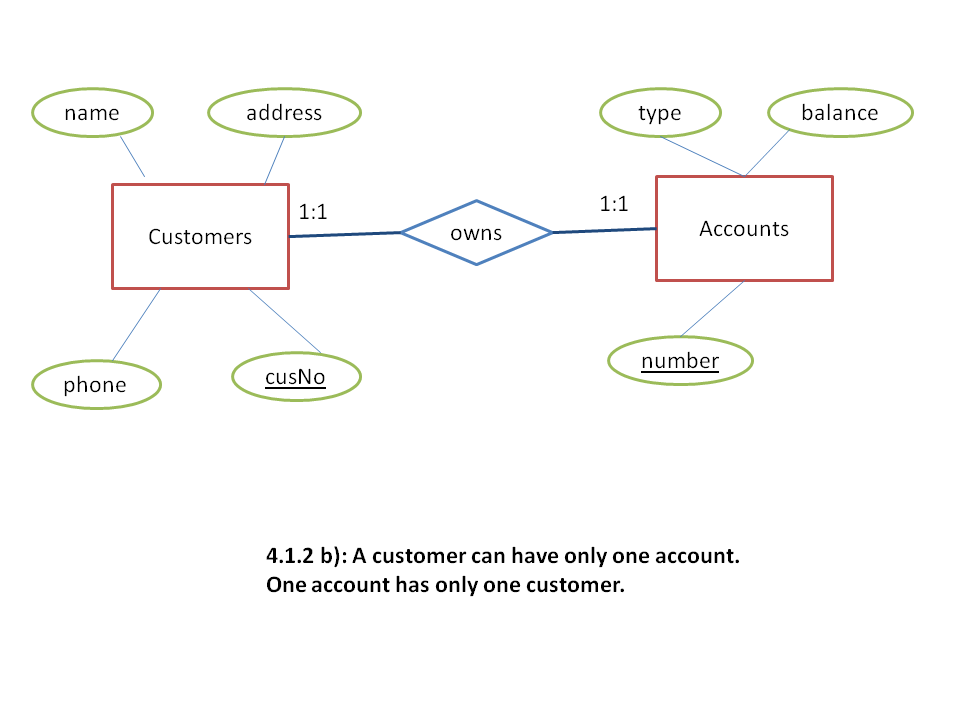 name
address
type
balance
1:1
1:1
Customers
owns
Accounts
phone
cusNo
number
4.1.2 b): A customer can have only one account.
One account has only one customer.